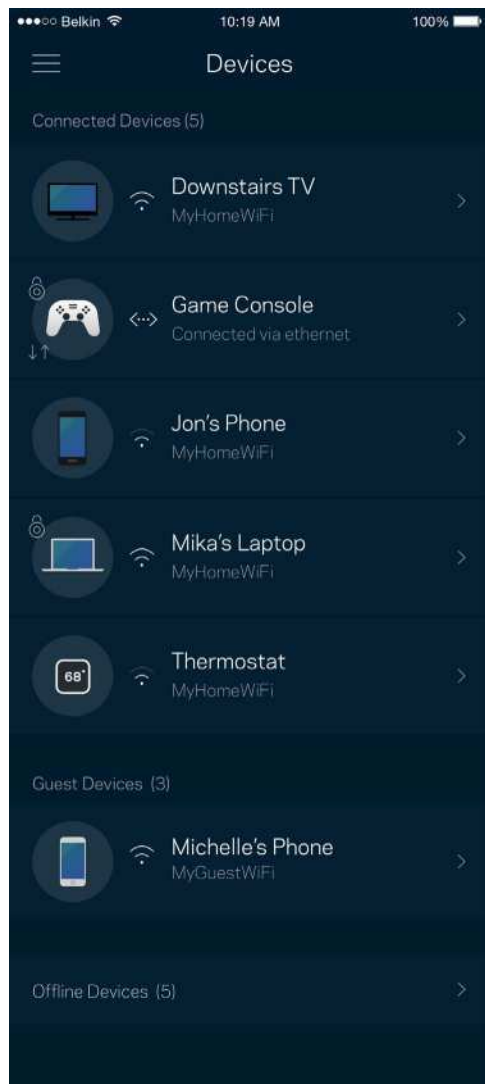 Belkin 10:19 AM 100%
Devices
Connected Devices (5)
Downstairs TV
MyHomeWiFi
Game Console
Connected via ethernet
Jon's Phone
MyHomeWiFi
Mika's Laptop
MyHomeWiFi
68°
Thermostat
MyHomeWiFi
Guest Devices (3)
Michelle's Phone
MyGuestWiFi
Offline Devices (5)